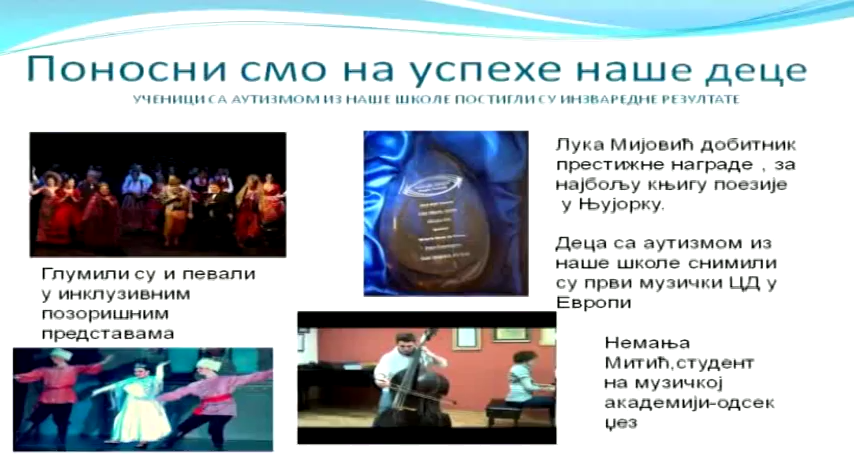 Поносни смо на успехе наше деце
УЧЕНИЦИ СА АУТИЗМОМ ИЗ НАШЕ ШКОЛЕ ПОСТИГЛИ СУ ИНЗВАРЕДНЕ РЕЗУЛТАТЕ
Глумили су и певали
у инклузивним
позоришним
представама
Лука Мијовић добитник
престижне награде , за
најбољу књигу поезије
у Њујорку.
Деца са аутизмом из
наше школе снимили
су први музички ЦД у
Европи
Немања
Митић,студент
на музичкој
академији-одсек
џез